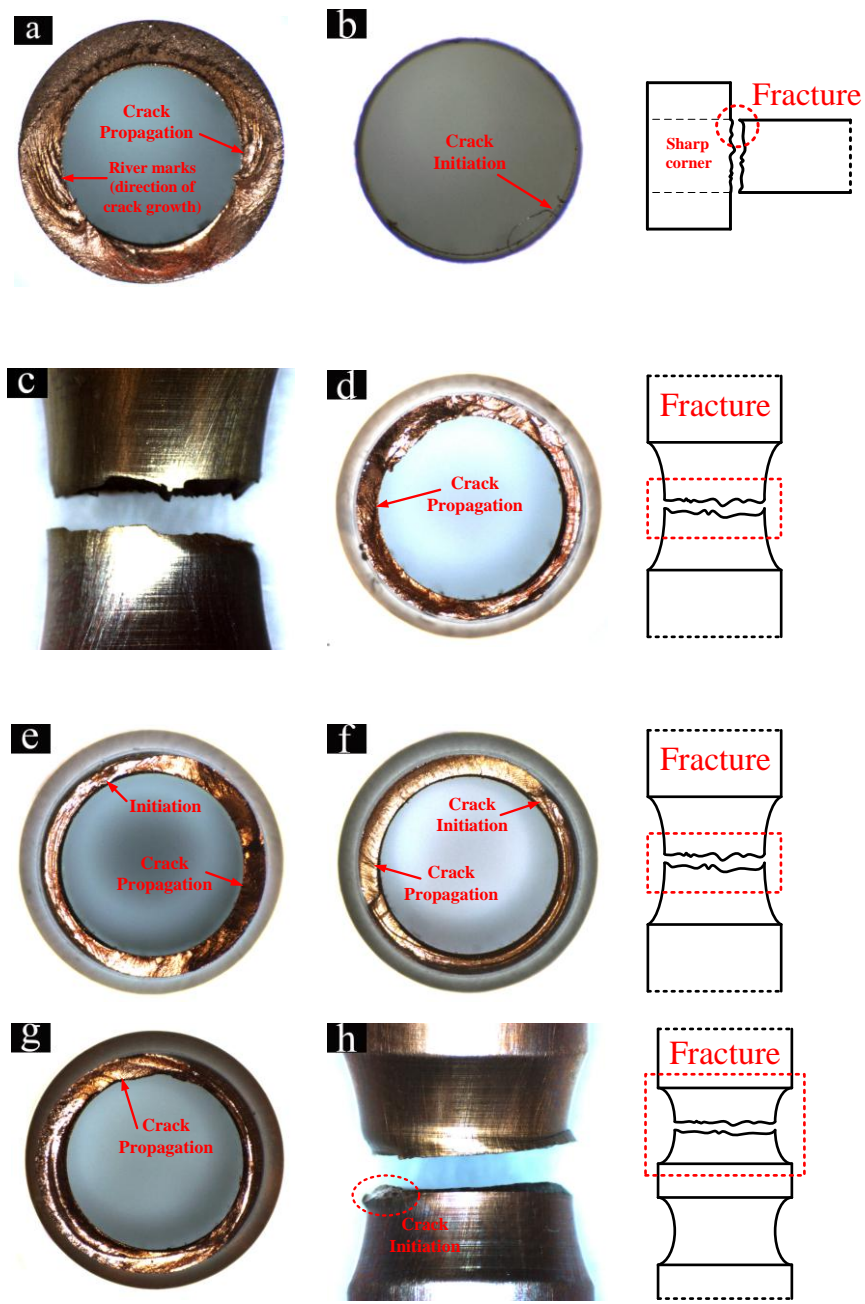 a
Crack
Propagation
River marks
(direction of
crack growth)
b
Crack
Initiation
Fracture
Sharp
corner
c
d
Crack
Propagation
Fracture
e
Initiation
Crack
Propagation
f
Crack
Initiation
Crack
Propagation
Fracture
g
Crack
Propagation
h
Crack
Initiation
Fracture